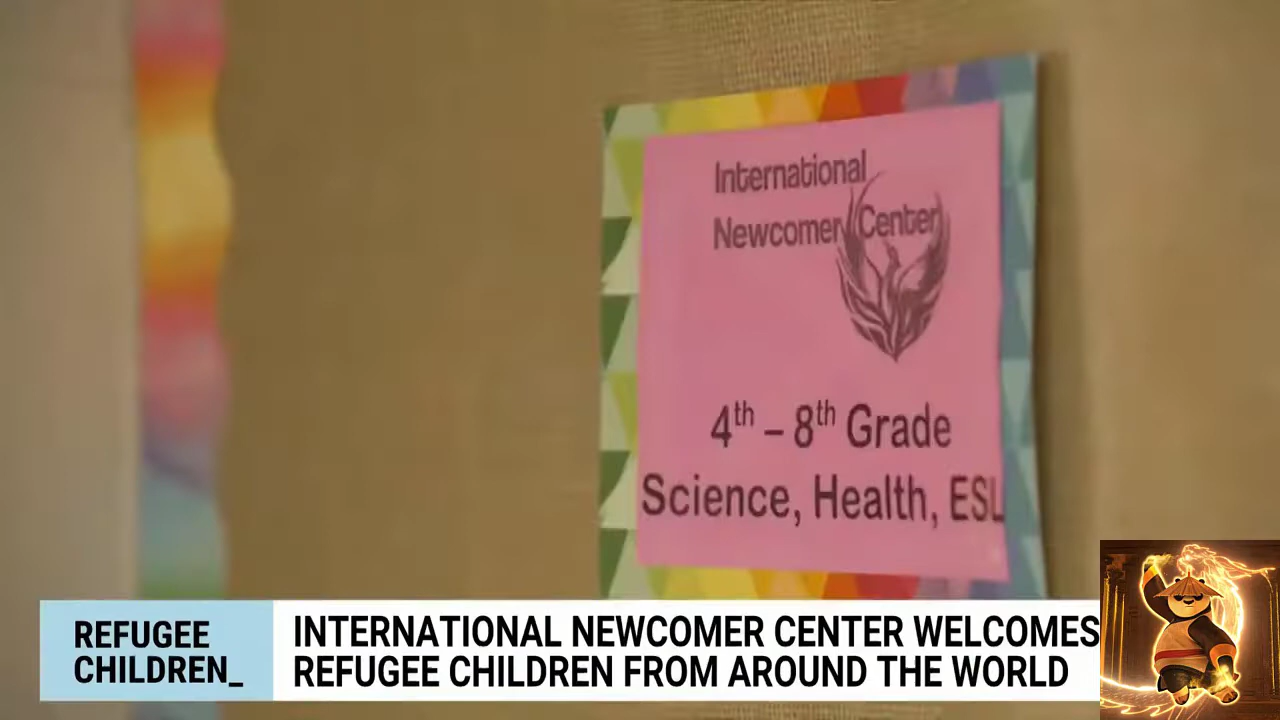 International
Newcomer Center
4th – 8th Grade
Science, Health, ESL
REFUGEE
CHILDREN_
INTERNATIONAL NEWCOMER CENTER WELCOMES
REFUGEE CHILDREN FROM AROUND THE WORLD